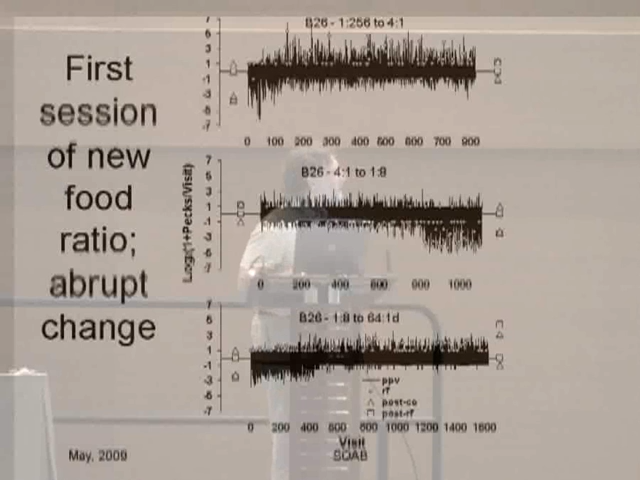 First
session
of new
food
ratio;
abrupt
change
May, 2009
B26 - 1:256 to 4:1
7
5
3
1
-1
-3
-5
-7
0 100 200 300 400 500 600 700 800 900
B26 - 4:1 to 1:8
7
5
3
1
-1
-3
-5
-7
0 200 400 600 800 1000
Log2(1+Pecks/Visit)
B26 - 1:8 to 64:1d
7
5
3
1
-1
-3
-5
-7
ppv
rf
post-co
post-rf
0 200 400 600 800 1000 1200 1400 1600
Visit
SQAB